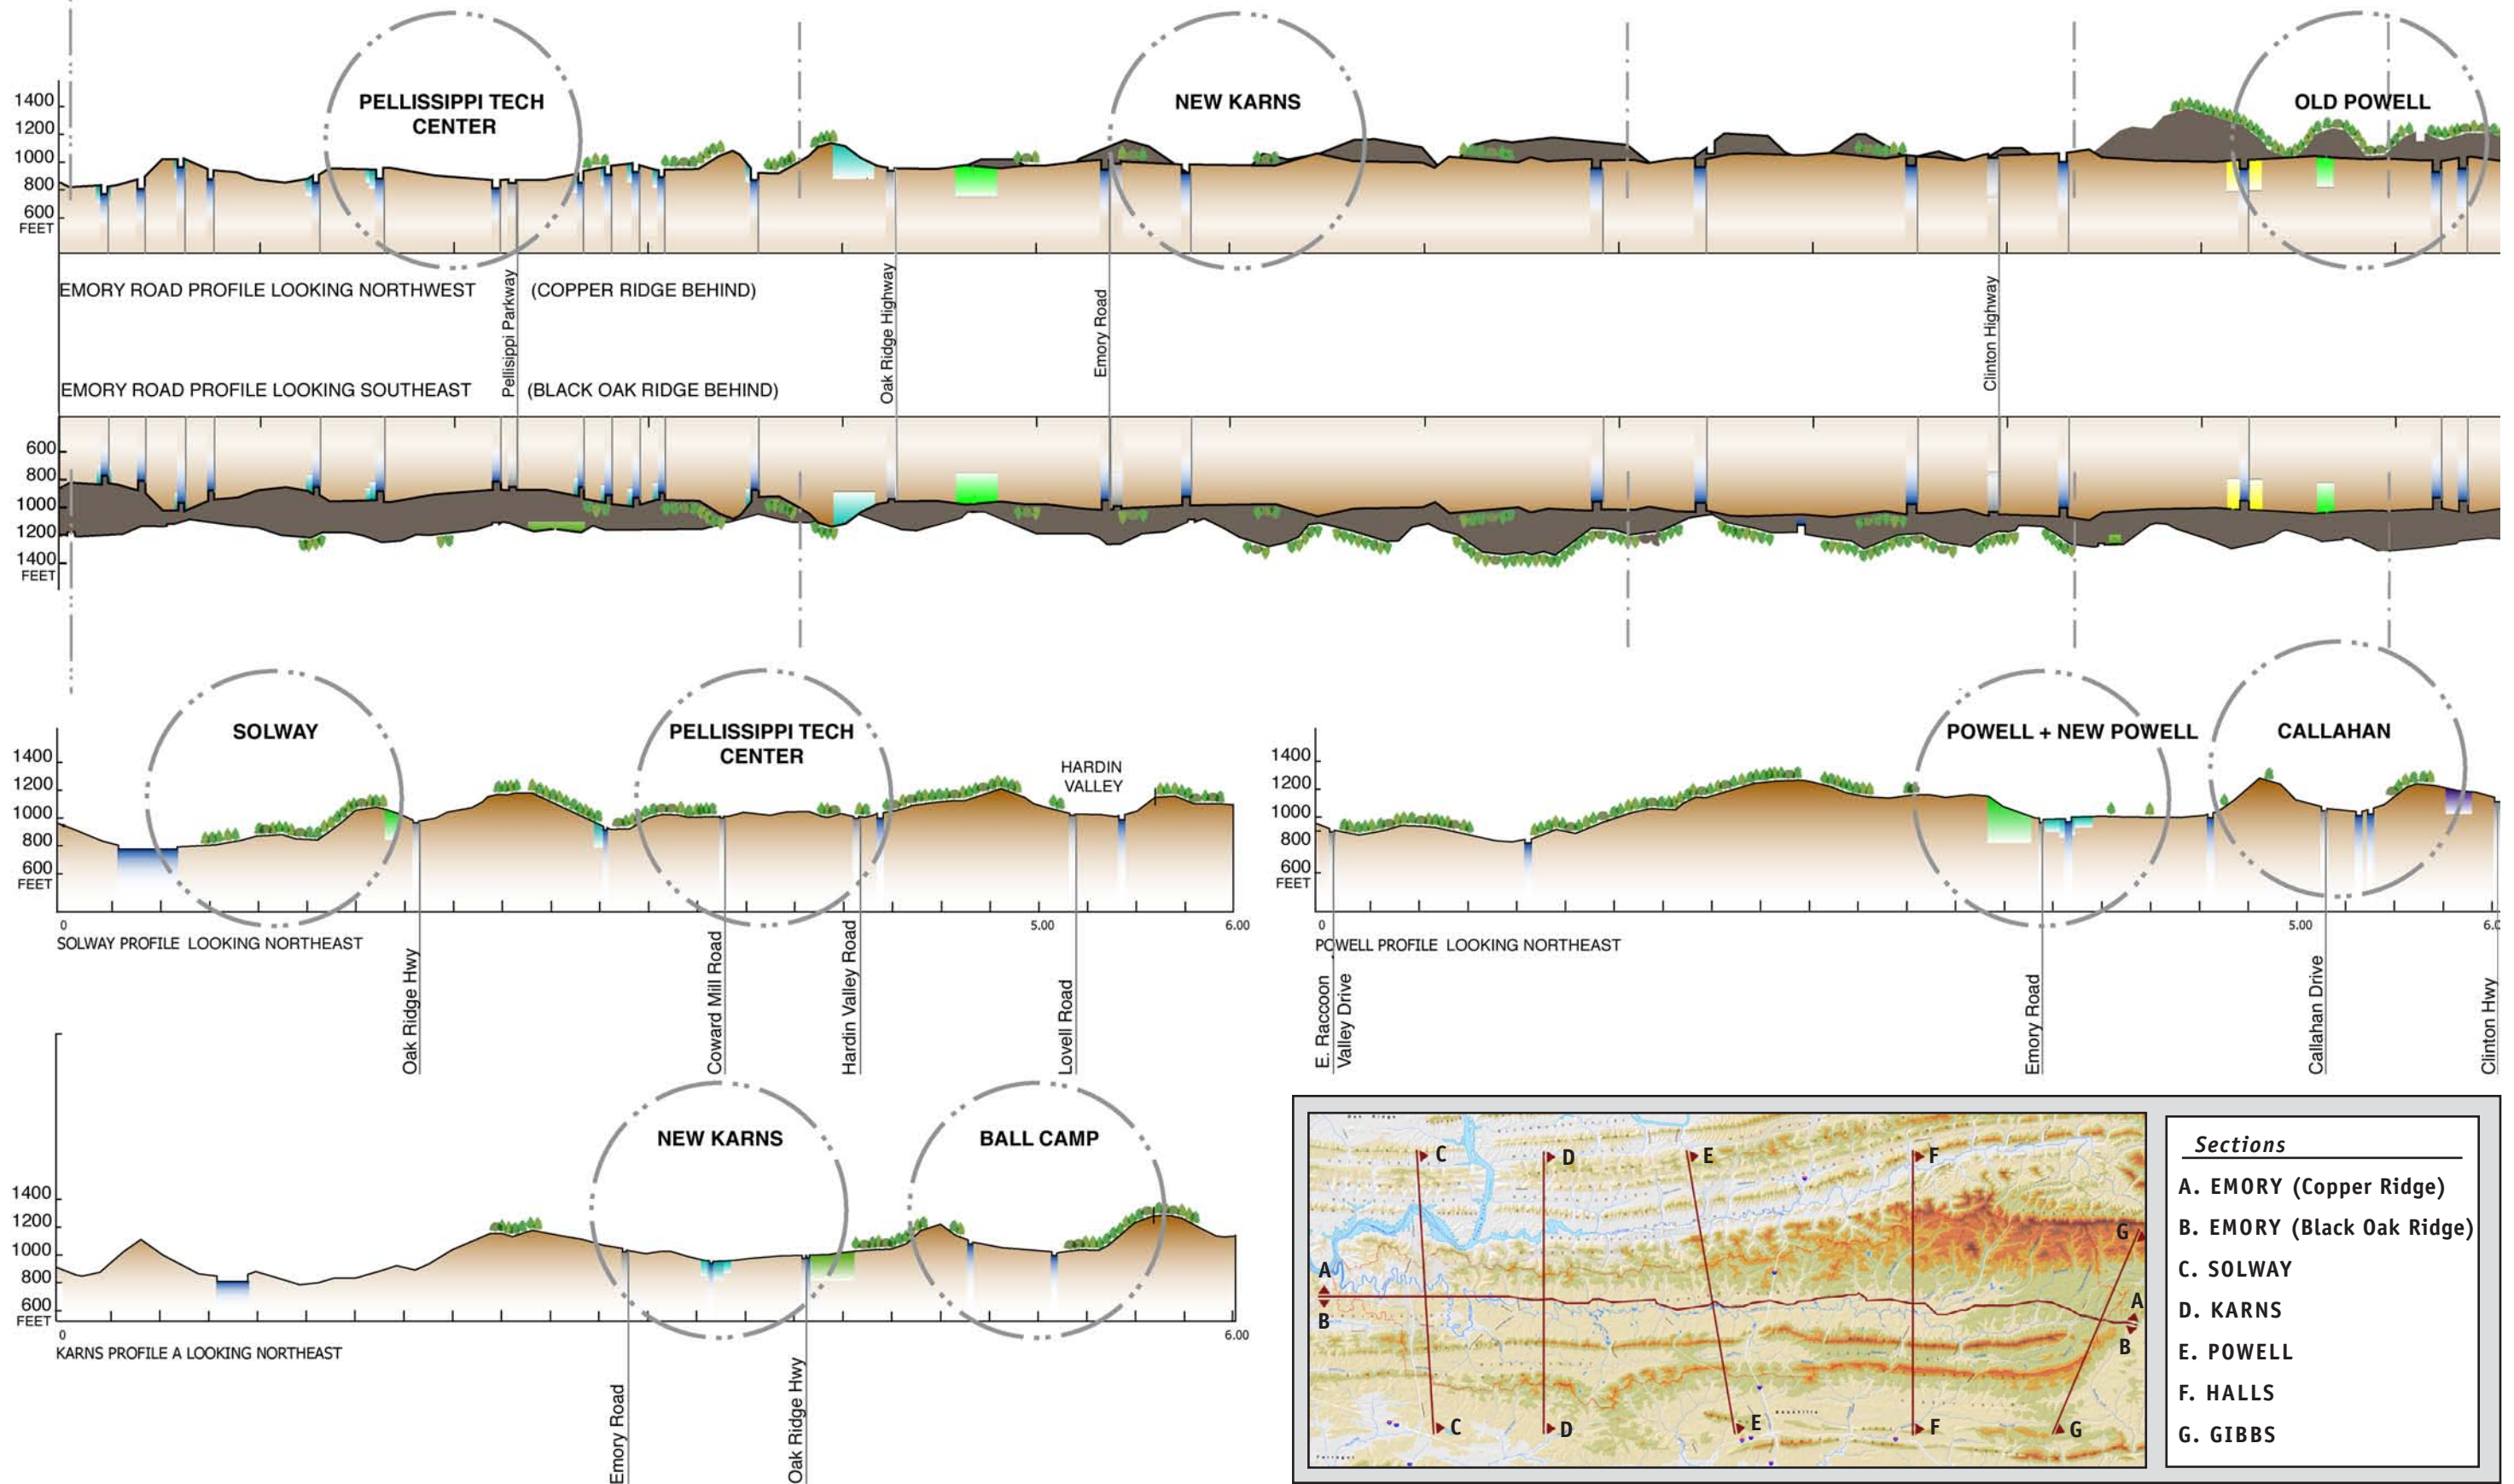 PELLISSIPPI TECH
CENTER
NEW KARNS
OLD POWELL
1400
1200
1000
800
600
FEET
EMORY ROAD PROFILE LOOKING NORTHWEST (COPPER RIDGE BEHIND)
Pellisippi Parkway
Oak Ridge Highway
Emory Road
Clinton Highway
EMORY ROAD PROFILE LOOKING SOUTHEAST (BLACK OAK RIDGE BEHIND)
600
800
1000
1200
1400
FEET
SOLWAY
PELLISSIPPI TECH
CENTER
HARDIN
VALLEY
1400
1200
1000
800
600
FEET
0 5.00 6.00
SOLWAY PROFILE LOOKING NORTHEAST
Oak Ridge Hwy
Coward Mill Road
Hardin Valley Road
Lovell Road
POWELL + NEW POWELL
CALLAHAN
1400
1200
1000
800
600
FEET
0 5.00 6.0
POWELL PROFILE LOOKING NORTHEAST
E. Raccoon
Valley Drive
Emory Road
Callahan Drive
Clinton Hwy
NEW KARNS
BALL CAMP
1400
1200
1000
800
600
FEET
0 6.00
KARNS PROFILE A LOOKING NORTHEAST
Emory Road
Oak Ridge Hwy
C
D
E
F
G
A
B
A
B
C
D
E
F
G
Sections
A. EMORY (Copper Ridge)
B. EMORY (Black Oak Ridge)
C. SOLWAY
D. KARNS
E. POWELL
F. HALLS
G. GIBBS